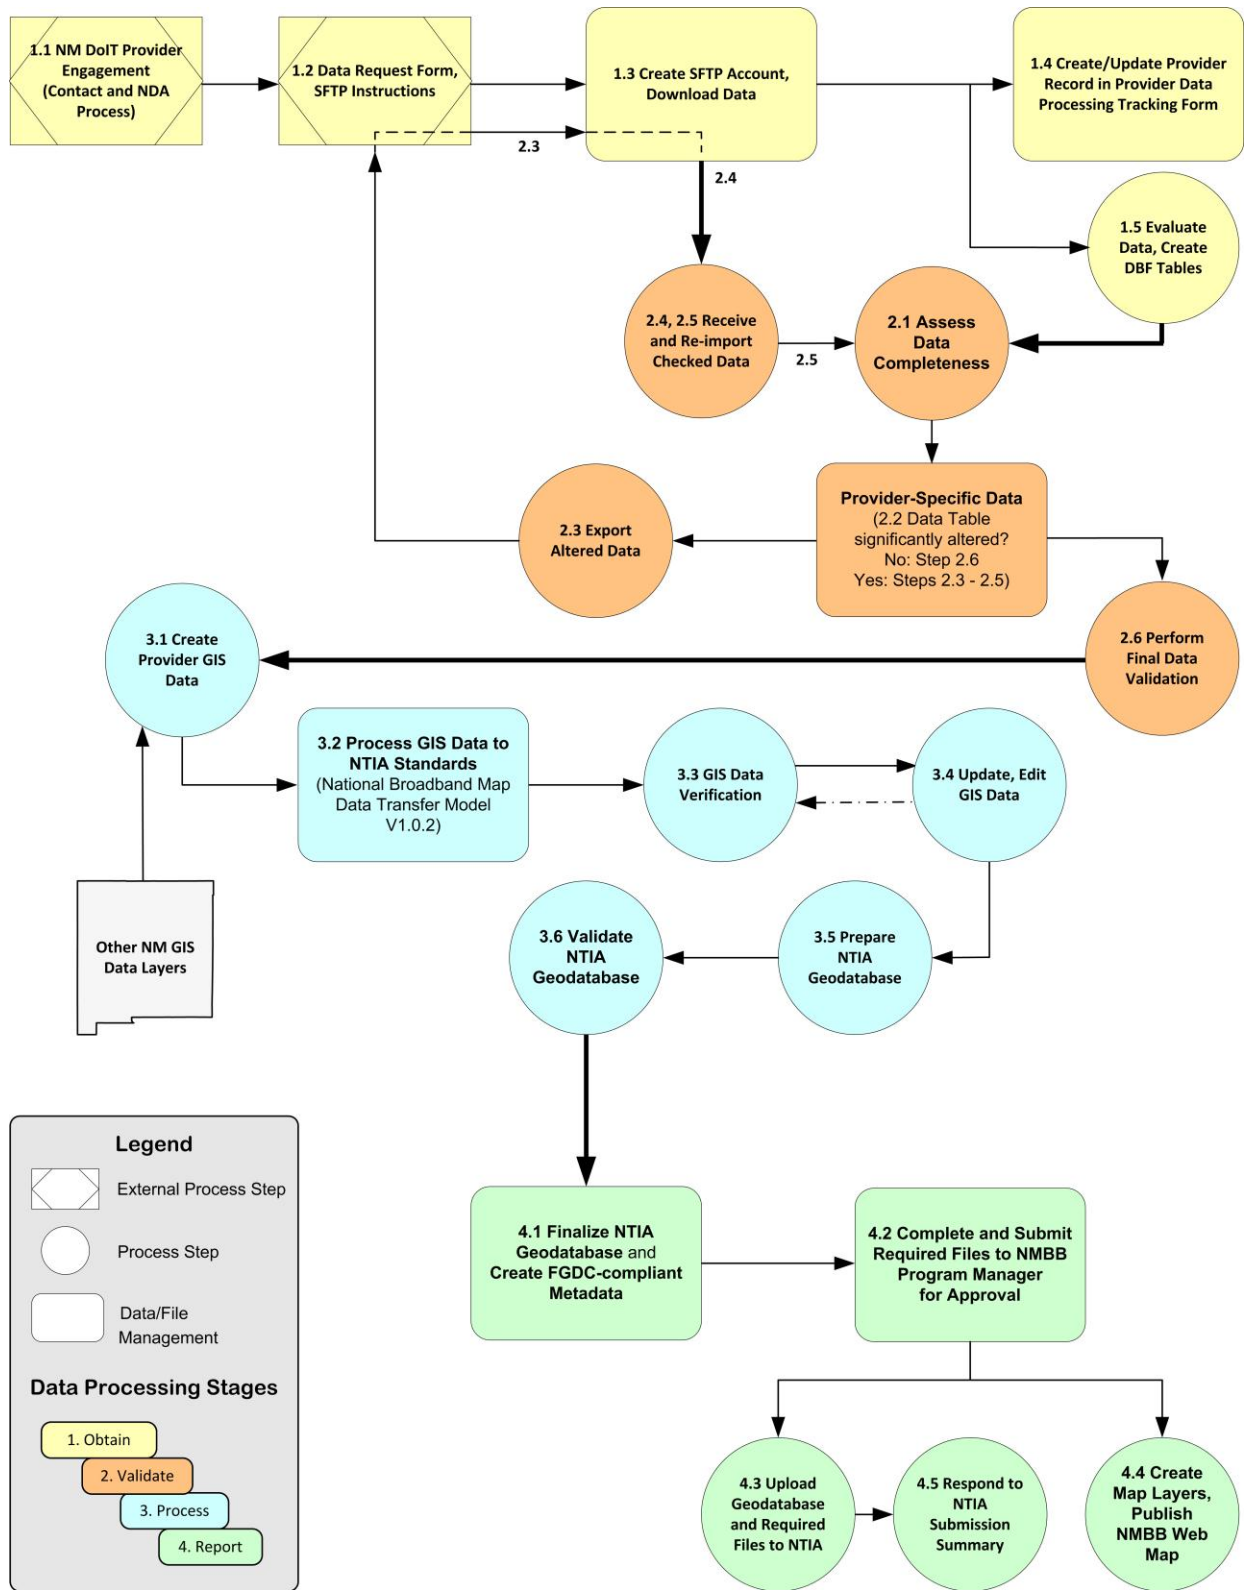 1.1 NM DoIT Provider
Engagement
(Contact and NDA
Process)
1.2 Data Request Form,
SFTP Instructions
1.3 Create SFTP Account,
Download Data
1.4 Create/Update Provider
Record in Provider Data
Processing Tracking Form
2.3
2.4
1.5 Evaluate
Data, Create
DBF Tables
2.4, 2.5 Receive
and Re-import
Checked Data
2.5
2.1 Assess
Data
Completeness
2.3 Export
Altered Data
Provider-Specific Data
(2.2 Data Table
significantly altered?
No: Step 2.6
Yes: Steps 2.3 - 2.5)
2.6 Perform
Final Data
Validation
3.1 Create
Provider GIS
Data
3.2 Process GIS Data to
NTIA Standards
(National Broadband Map
Data Transfer Model
V1.0.2)
3.3 GIS Data
Verification
3.4 Update, Edit
GIS Data
Other NM GIS
Data Layers
3.6 Validate
NTIA
Geodatabase
3.5 Prepare
NTIA
Geodatabase
Legend
External Process Step
Process Step
Data/File
Management
Data Processing Stages
1. Obtain
2. Validate
3. Process
4. Report
4.1 Finalize NTIA
Geodatabase and
Create FGDC-compliant
Metadata
4.2 Complete and Submit
Required Files to NMBB
Program Manager
for Approval
4.3 Upload
Geodatabase
and Required
Files to NTIA
4.5 Respond to
NTIA
Submission
Summary
4.4 Create
Map Layers,
Publish
NMBB Web
Map